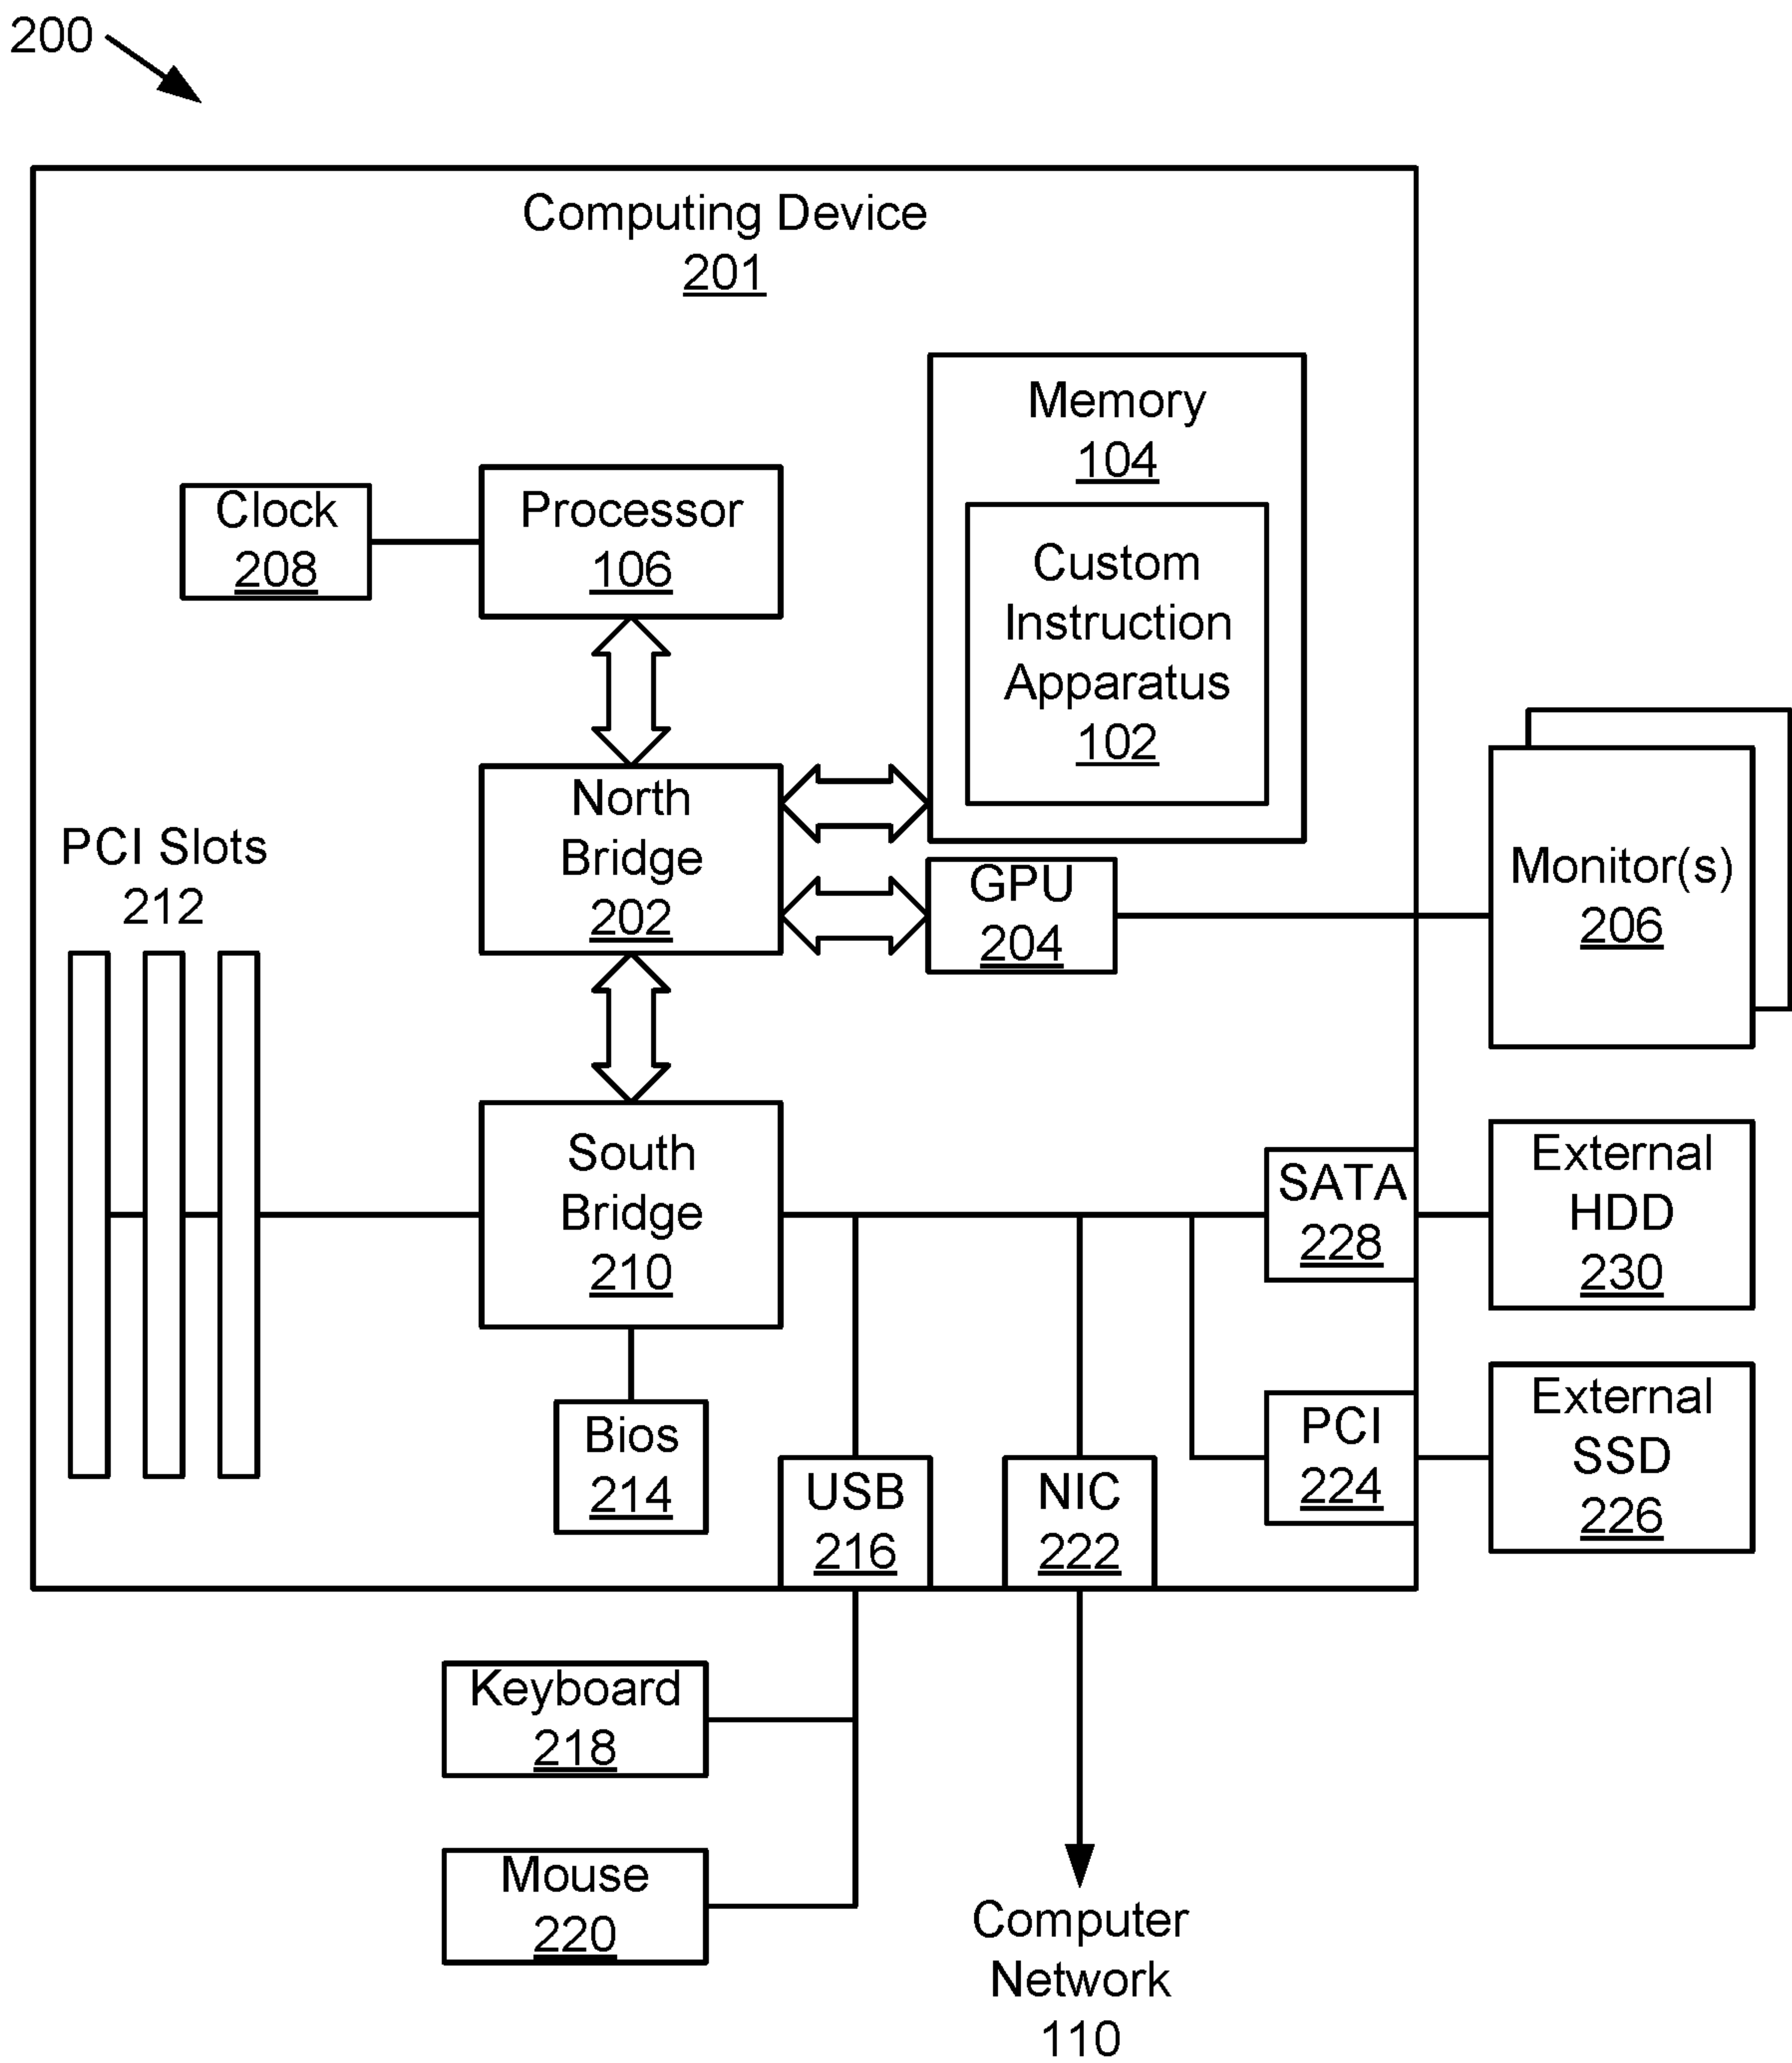 200
Computing Device
201
Memory
104
Custom
Instruction
Apparatus
102
Clock
208
Processor
106
North
Bridge
202
GPU
204
Monitor(s)
206
PCI Slots
212
South
Bridge
210
SATA
228
External
HDD
230
Bios
214
USB
216
NIC
222
PCI
224
External
SSD
226
Keyboard
218
Mouse
220
Computer
Network
110